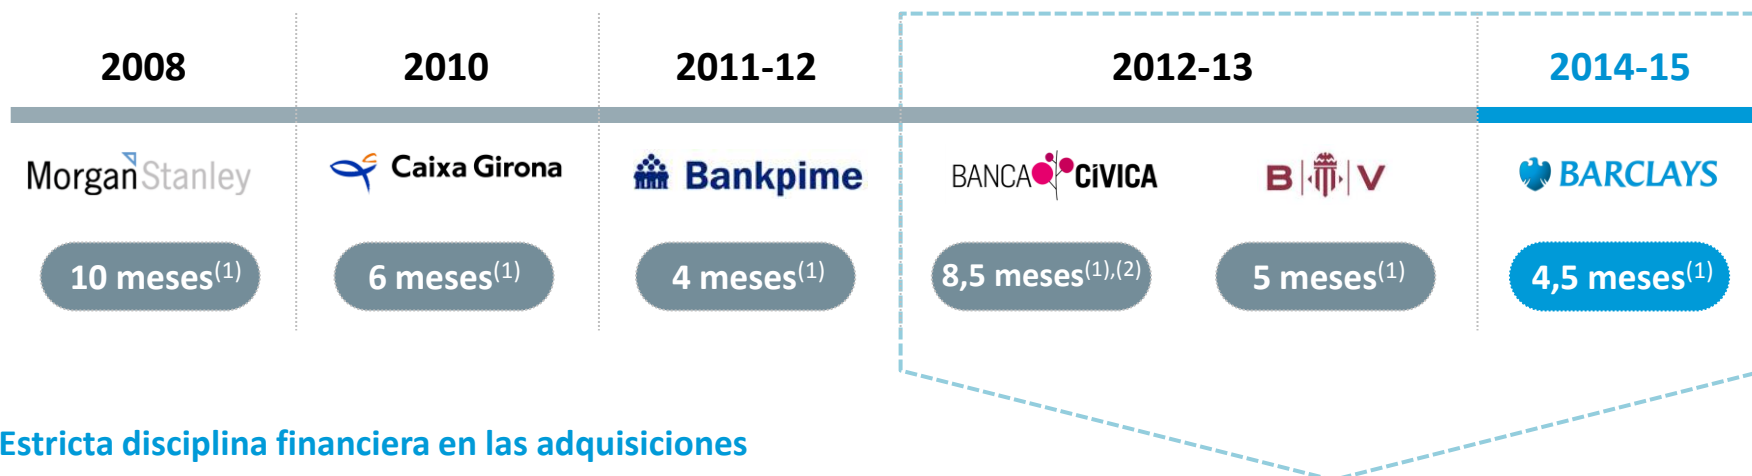 2008 2010 2011-12 2012-13 2014-15
Morgan Stanley Caixa Girona Bankpime BANCA CÍVICA B V BARCLAYS
10 meses(1) 6 meses(1) 4 meses(1) 8,5 meses(1),(2) 5 meses(1) 4,5 meses(1)
Estricta disciplina financiera en las adquisiciones